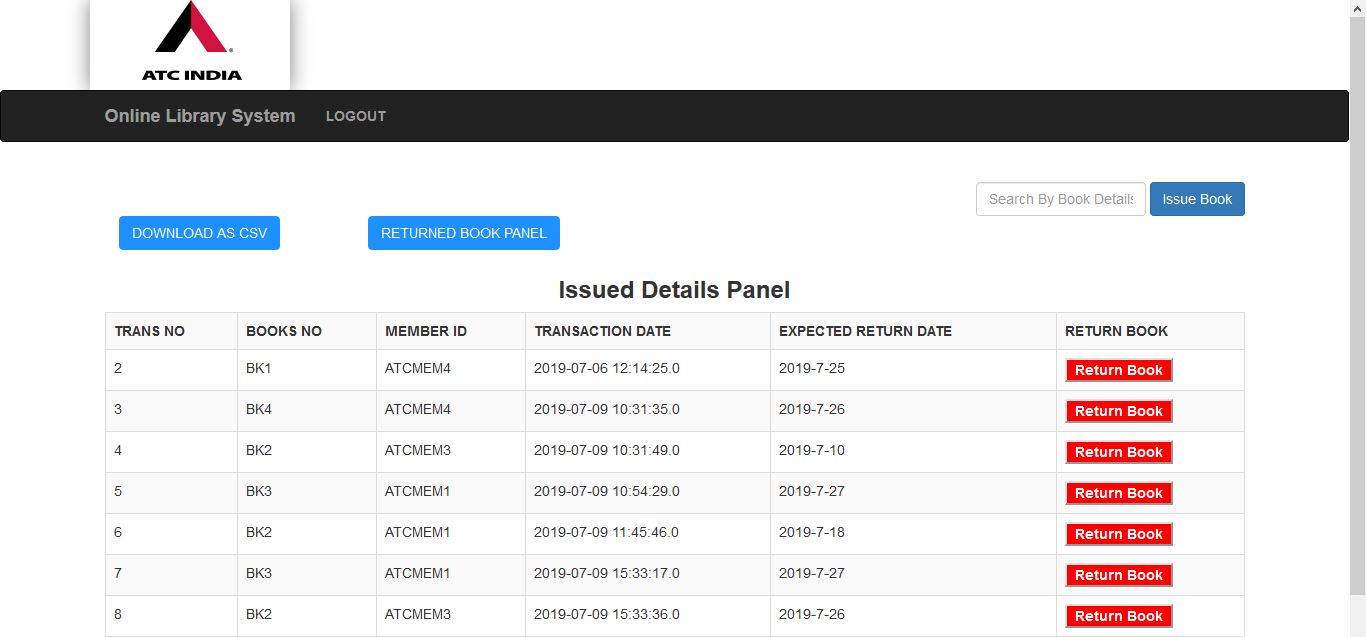 ATC INDIA
Online Library System LOGOUT
Search By Book Details Issue Book
DOWNLOAD AS CSV RETURNED BOOK PANEL
Issued Details Panel
TRANS NO BOOKS NO MEMBER ID TRANSACTION DATE EXPECTED RETURN DATE RETURN BOOK
2 BK1 ATCMEM4 2019-07-06 12:14:25.0 2019-7-25 Return Book
3 BK4 ATCMEM4 2019-07-09 10:31:35.0 2019-7-26 Return Book
4 BK2 ATCMEM3 2019-07-09 10:31:49.0 2019-7-10 Return Book
5 BK3 ATCMEM1 2019-07-09 10:54:29.0 2019-7-27 Return Book
6 BK2 ATCMEM1 2019-07-09 11:45:46.0 2019-7-18 Return Book
7 BK3 ATCMEM1 2019-07-09 15:33:17.0 2019-7-27 Return Book
8 BK2 ATCMEM3 2019-07-09 15:33:36.0 2019-7-26 Return Book